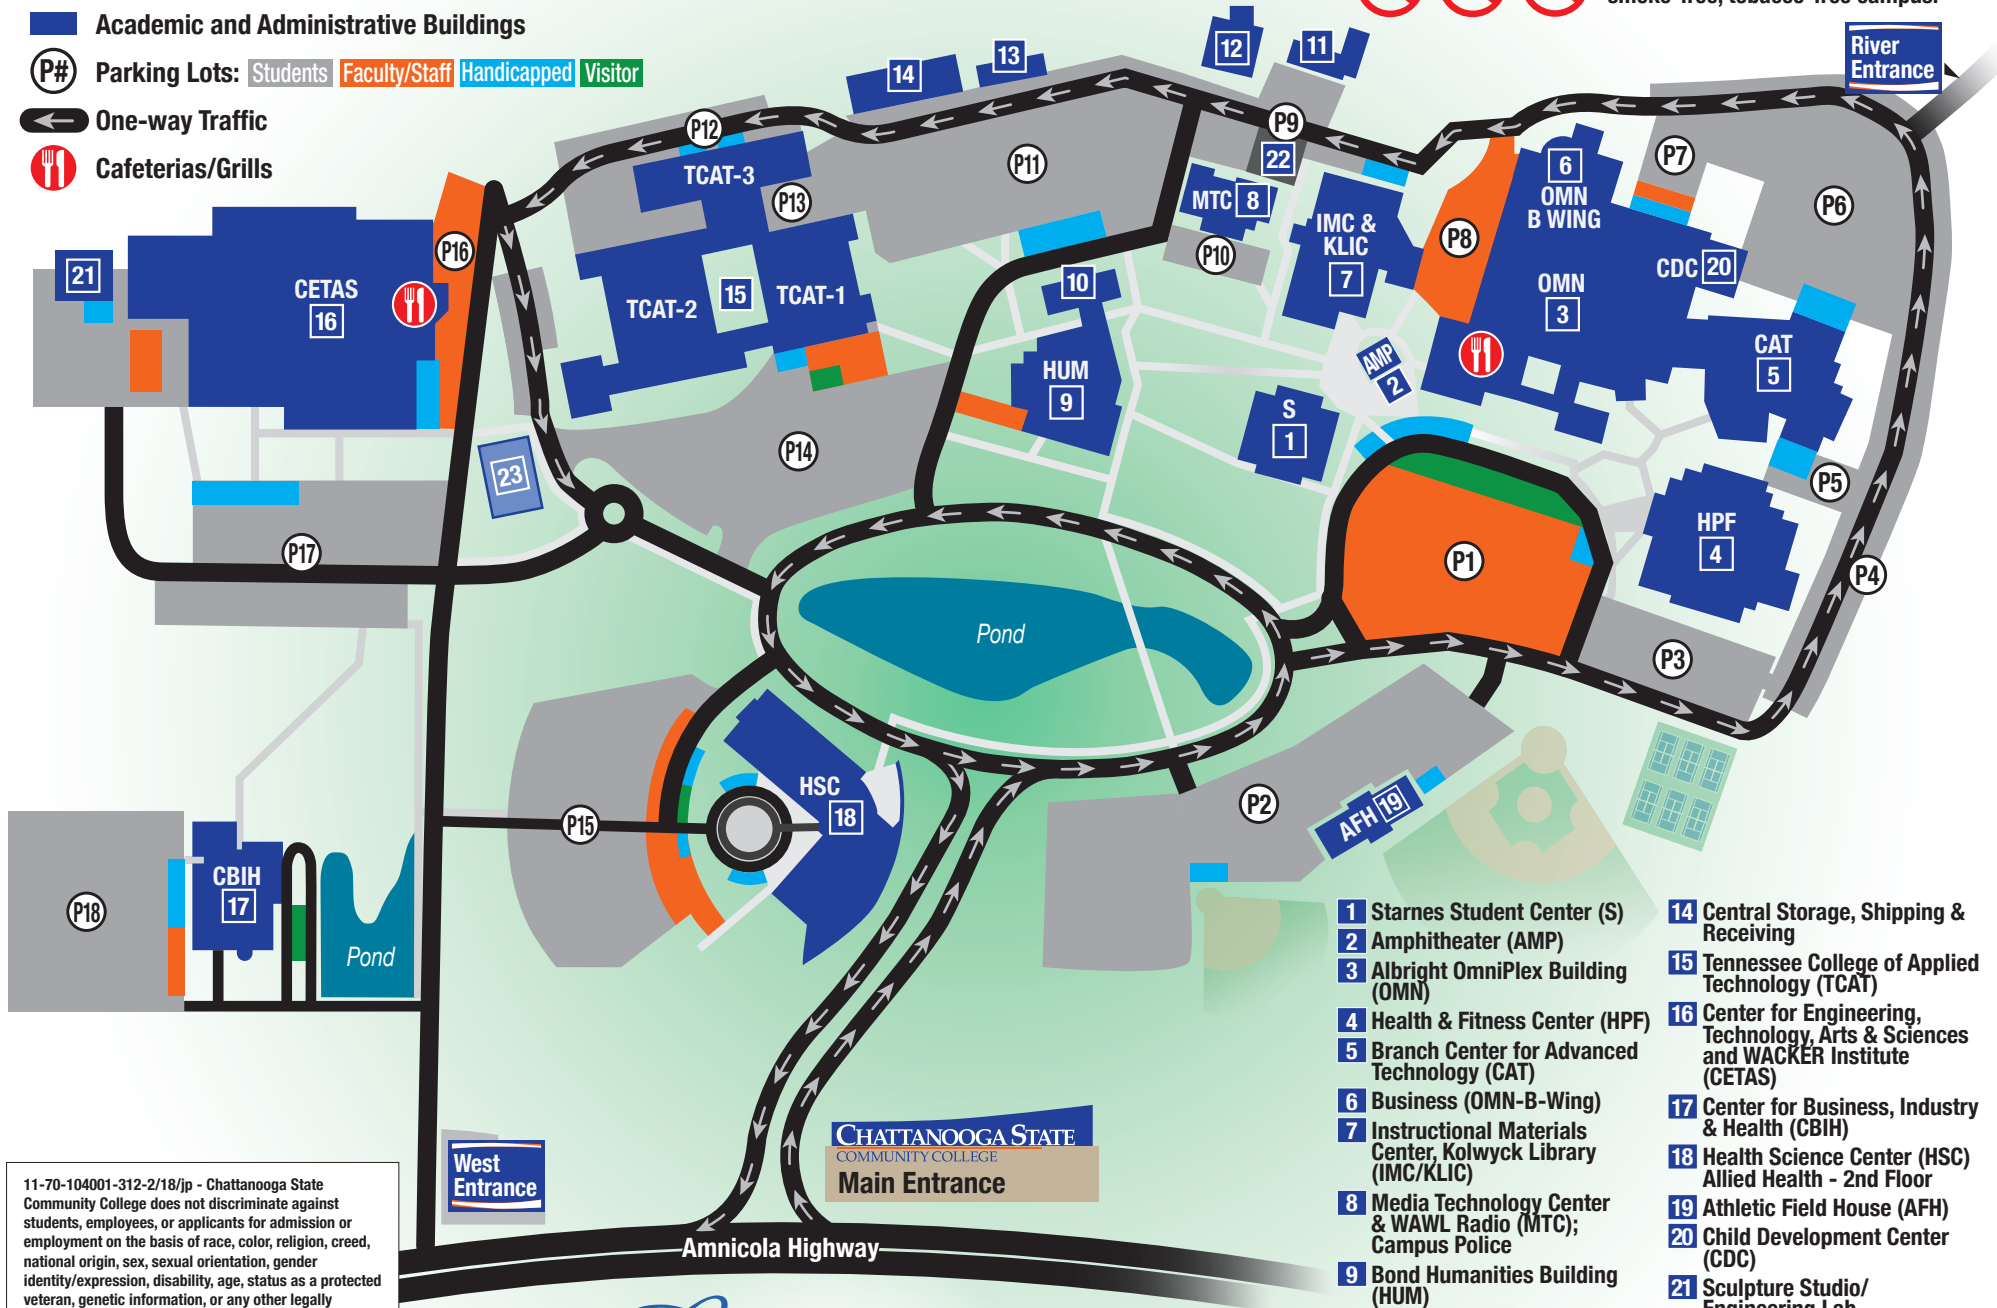 smoke-free, tobacco-free campus.
Academic and Administrative Buildings
P#
Parking Lots:
Students
Faculty/Staff
Handicapped
Visitor
One-way Traffic
Cafeterias/Grills
River
Entrance
12
11
13
14
P12
TCAT-3
P13
P11
P9
22
MTC 8
P10
IMC &
KLIC
7
P8
6
OMN
B WING
P7
P6
CDC 20
OMN
3
CAT
5
P16
21
CETAS
16
TCAT-2
15
TCAT-1
10
HUM
9
AMP
2
S
1
P14
23
P17
P5
HPF
4
P1
P4
P3
Pond
HSC
18
P15
P2
AFH 19
P18
CBIH
17
Pond
West
Entrance
CHATTANOOGA STATE
COMMUNITY COLLEGE
Main Entrance
Amnicola Highway
11-70-104001-312-2/18/jp - Chattanooga State
Community College does not discriminate against
students, employees, or applicants for admission or
employment on the basis of race, color, religion, creed,
national origin, sex, sexual orientation, gender
identity/expression, disability, age, status as a protected
veteran, genetic information, or any other legally
1 Starnes Student Center (S)
2 Amphitheater (AMP)
3 Albright OmniPlex Building
(OMN)
4 Health & Fitness Center (HPF)
5 Branch Center for Advanced
Technology (CAT)
6 Business (OMN-B-Wing)
7 Instructional Materials
Center, Kolwyck Library
(IMC/KLIC)
8 Media Technology Center
& WAWL Radio (MTC);
Campus Police
9 Bond Humanities Building
(HUM)
14 Central Storage, Shipping &
Receiving
15 Tennessee College of Applied
Technology (TCAT)
16 Center for Engineering,
Technology, Arts & Sciences
and WACKER Institute
(CETAS)
17 Center for Business, Industry
& Health (CBIH)
18 Health Science Center (HSC)
Allied Health - 2nd Floor
19 Athletic Field House (AFH)
20 Child Development Center
(CDC)
21 Sculpture Studio/
Engineering Lab